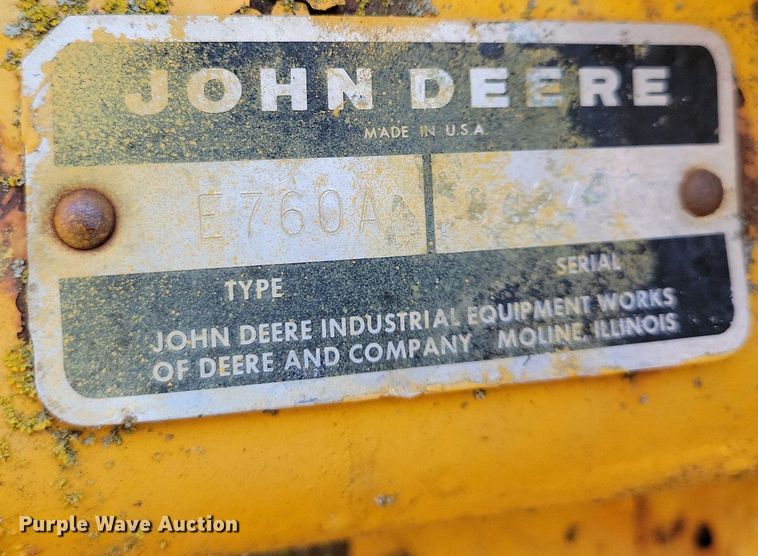 JOHN DEERE
MADE IN U.S.A
E760A
TYPE SERIAL
JOHN DEERE INDUSTRIAL EQUIPMENT WORKS
OF DEERE AND COMPANY MOLINE, ILLINOIS
Purple Wave Auction